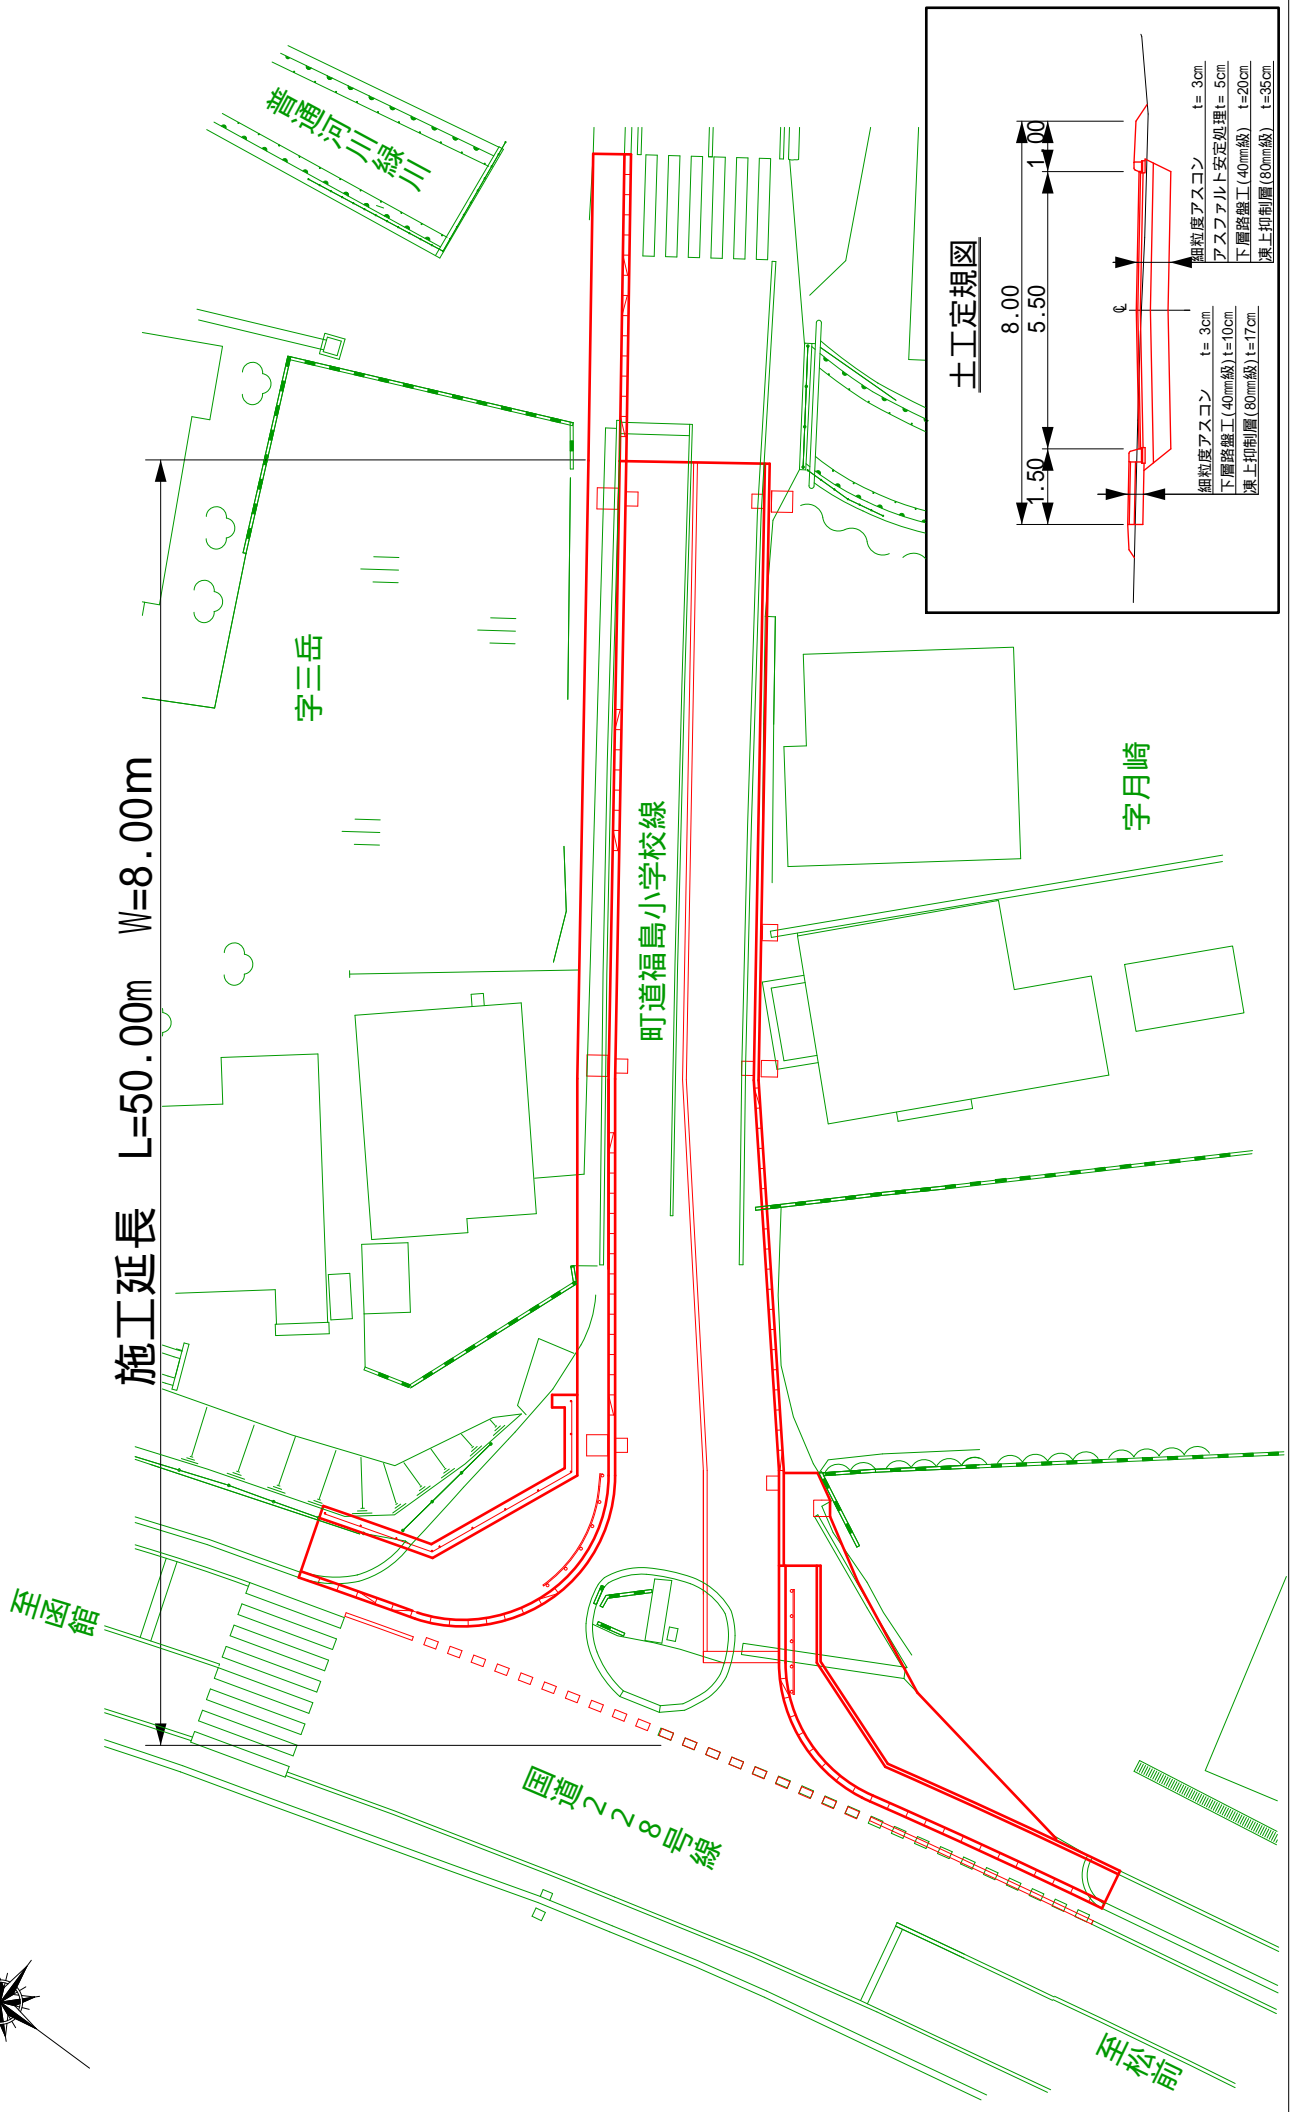 施工延長 L=50.00m W=8.00m
普通河川緑川
字三岳
町道福島小学校線
字月崎
至函館
国道228号線
至松前
土工定規図
8.00
1.50 5.50 1.00
℄
細粒度アスコン t= 3cm
下層路盤工(40mm級) t=10cm
凍上抑制層(80mm級) t=17cm
細粒度アスコン t= 3cm
アスファルト安定処理t= 5cm
下層路盤工(40mm級) t=20cm
凍上抑制層(80mm級) t=35cm